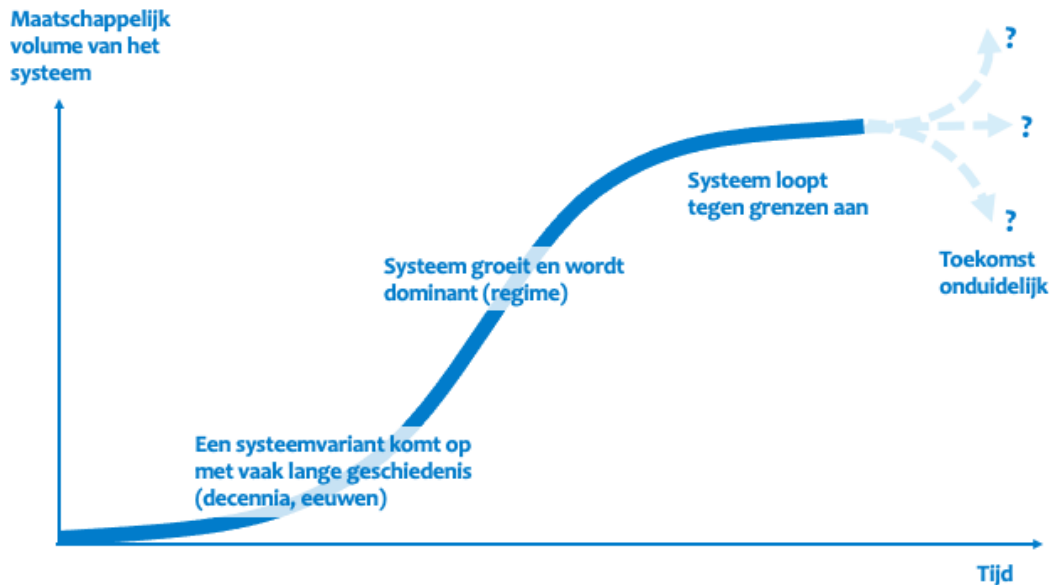 Maatschappelijk
volume van het
systeem
?
?
?
Systeem loopt
tegen grenzen aan
Toekomst
onduidelijk
Systeem groeit en wordt
dominant (regime)
Een systeemvariant komt op
met vaak lange geschiedenis
(decennia, eeuwen)
Tijd